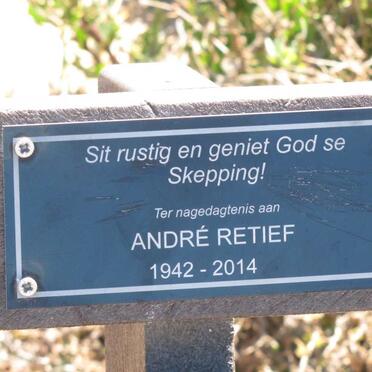 Sit rustig en geniet God se
Skepping!
Ter nagedagtenis aan
ANDRÉ RETIEF
1942 - 2014